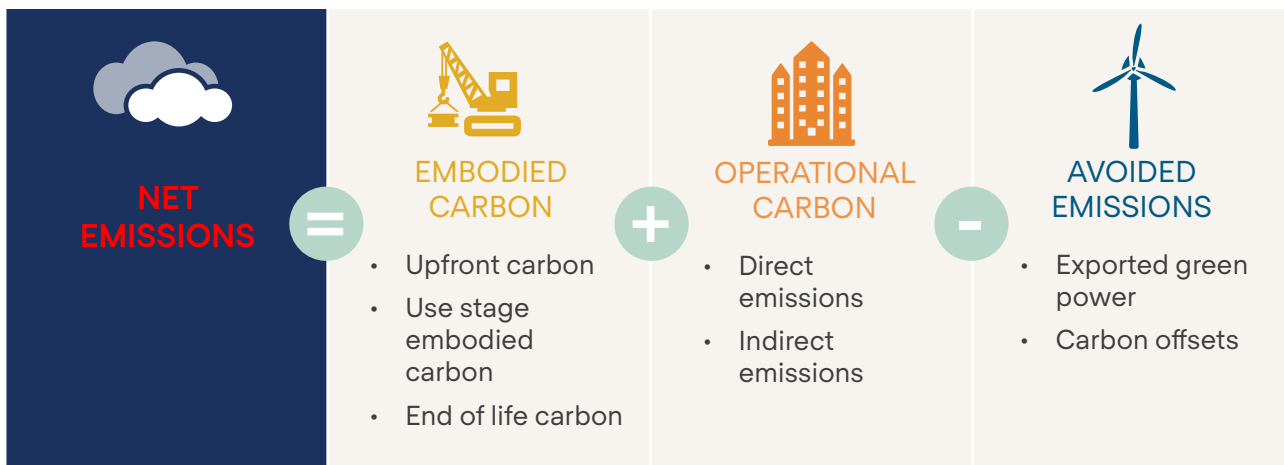 NET
EMISSIONS
=
EMBODIED
CARBON
• Upfront carbon
• Use stage
embodied
carbon
• End of life carbon
+
OPERATIONAL
CARBON
• Direct
emissions
• Indirect
emissions
-
AVOIDED
EMISSIONS
• Exported green
power
• Carbon offsets